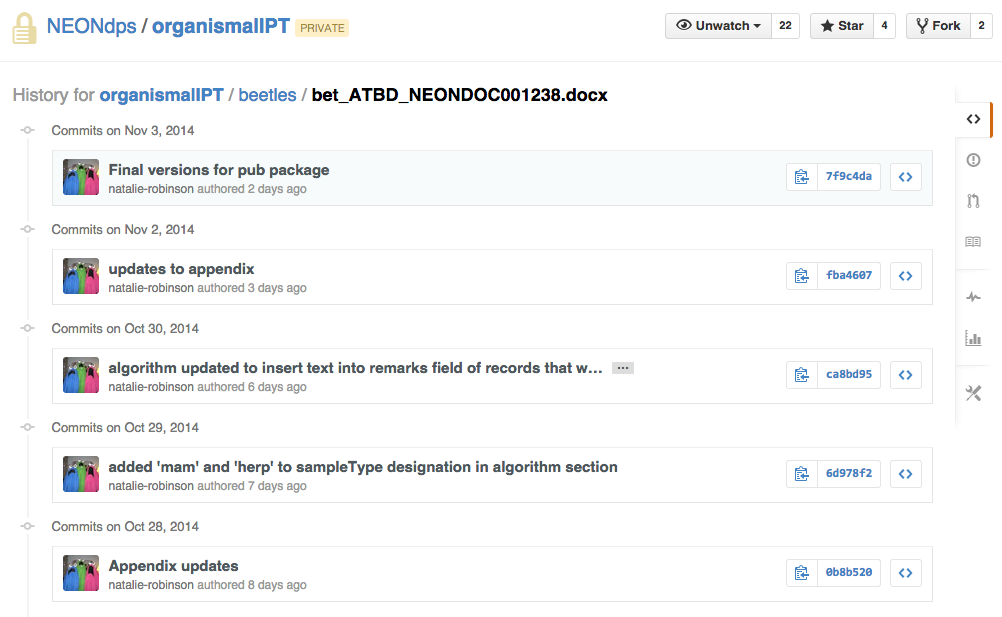 NEONdps / organismalIPT PRIVATE Unwatch 22 Star 4 Fork 2
History for organismalIPT / beetles / bet_ATBD_NEONDOC001238.docx
Commits on Nov 3, 2014
Final versions for pub package
natalie-robinson authored 2 days ago
7f9c4da
Commits on Nov 2, 2014
updates to appendix
natalie-robinson authored 3 days ago
fba4607
Commits on Oct 30, 2014
algorithm updated to insert text into remarks field of records that w... ...
natalie-robinson authored 6 days ago
ca8bd95
Commits on Oct 29, 2014
added 'mam' and 'herp' to sampleType designation in algorithm section
natalie-robinson authored 7 days ago
6d978f2
Commits on Oct 28, 2014
Appendix updates
natalie-robinson authored 8 days ago
0b8b520